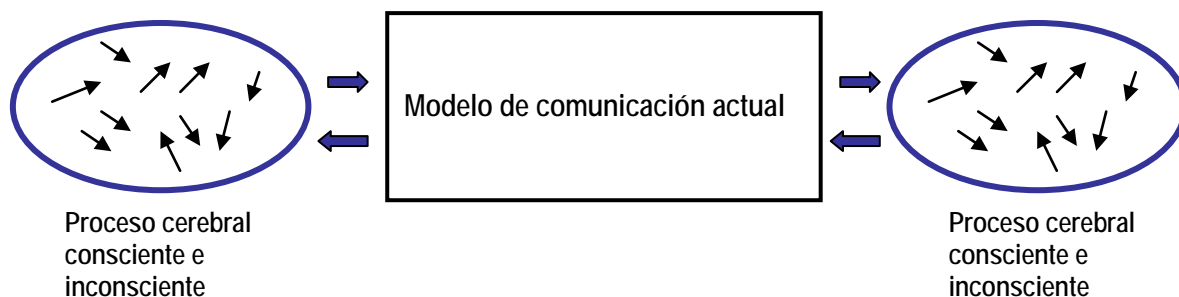 Modelo de comunicación actual
Proceso cerebral
consciente e
inconsciente
Proceso cerebral
consciente e
inconsciente